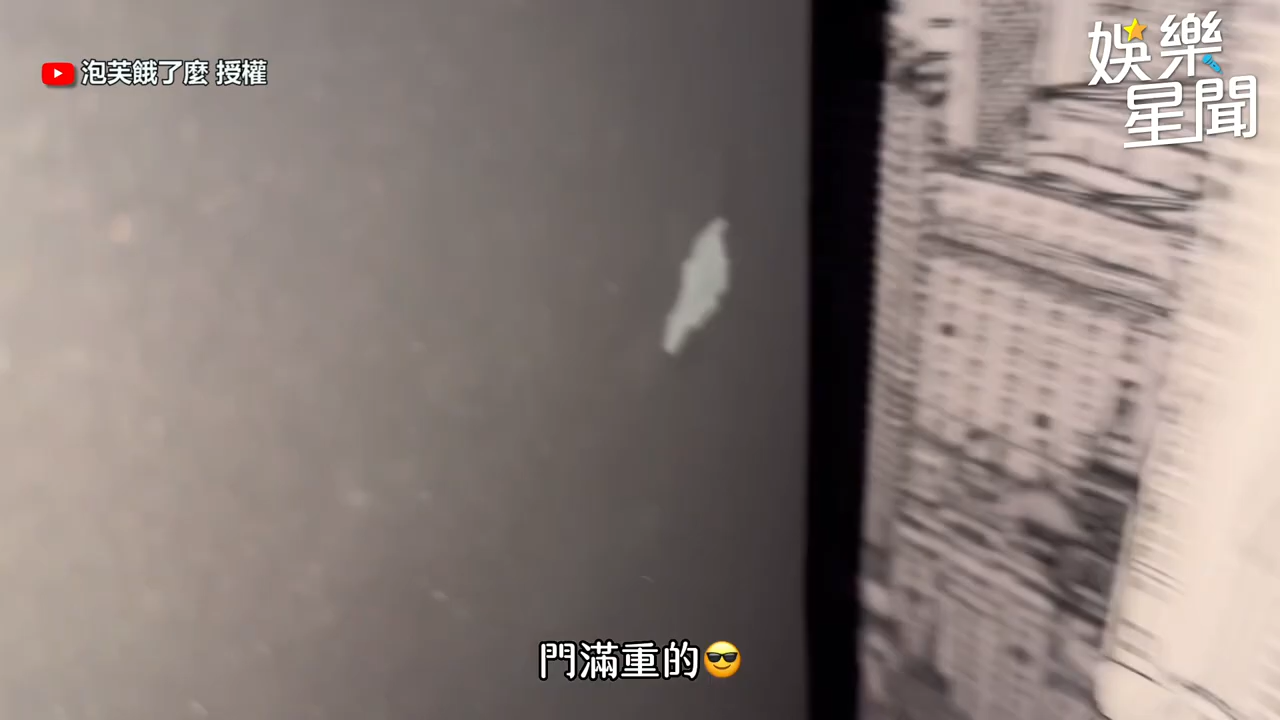 泡芙餓了麼 授權
娛樂
星聞
門滿重的😎